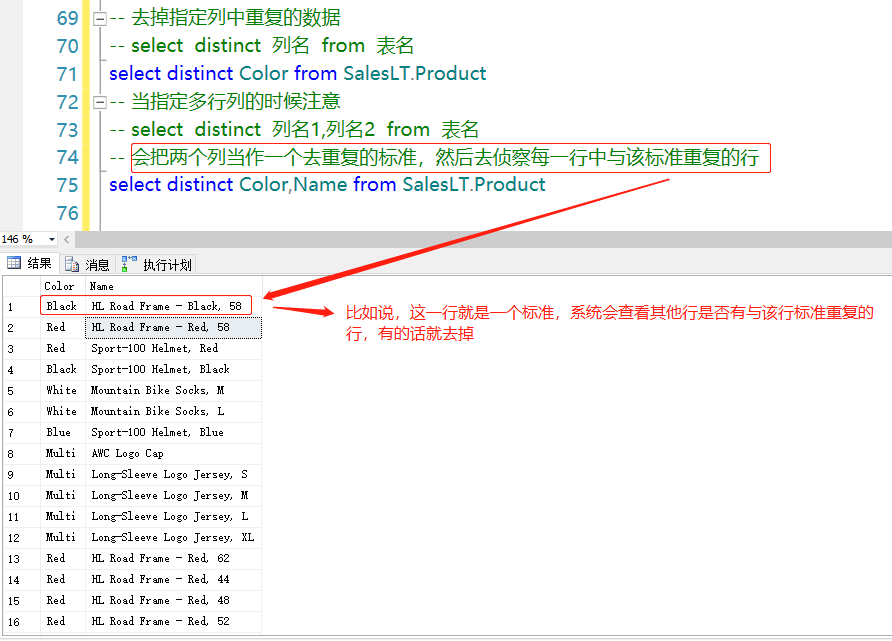 69 -- 去掉指定列中重复的数据
70 -- select  distinct  列名  from  表名
71 select distinct Color from SalesLT.Product
72 -- 当指定多行列的时候注意
73 -- select  distinct  列名1,列名2  from  表名
74 -- 会把两个列当作一个去重复的标准，然后去侦察每一行中与该标准重复的行
75 select distinct Color,Name from SalesLT.Product
76
146 %
结果 消息 执行计划
Color Name
1 Black HL Road Frame - Black, 58
比如说，这一行就是一个标准，系统会查看其他行是否有与该行标准重复的
行，有的话就去掉
2 Red HL Road Frame - Red, 58
3 Red Sport-100 Helmet, Red
4 Black Sport-100 Helmet, Black
5 White Mountain Bike Socks, M
6 White Mountain Bike Socks, L
7 Blue Sport-100 Helmet, Blue
8 Multi AWC Logo Cap
9 Multi Long-Sleeve Logo Jersey, S
10 Multi Long-Sleeve Logo Jersey, M
11 Multi Long-Sleeve Logo Jersey, L
12 Multi Long-Sleeve Logo Jersey, XL
13 Red HL Road Frame - Red, 62
14 Red HL Road Frame - Red, 44
15 Red HL Road Frame - Red, 48
16 Red HL Road Frame - Red, 52